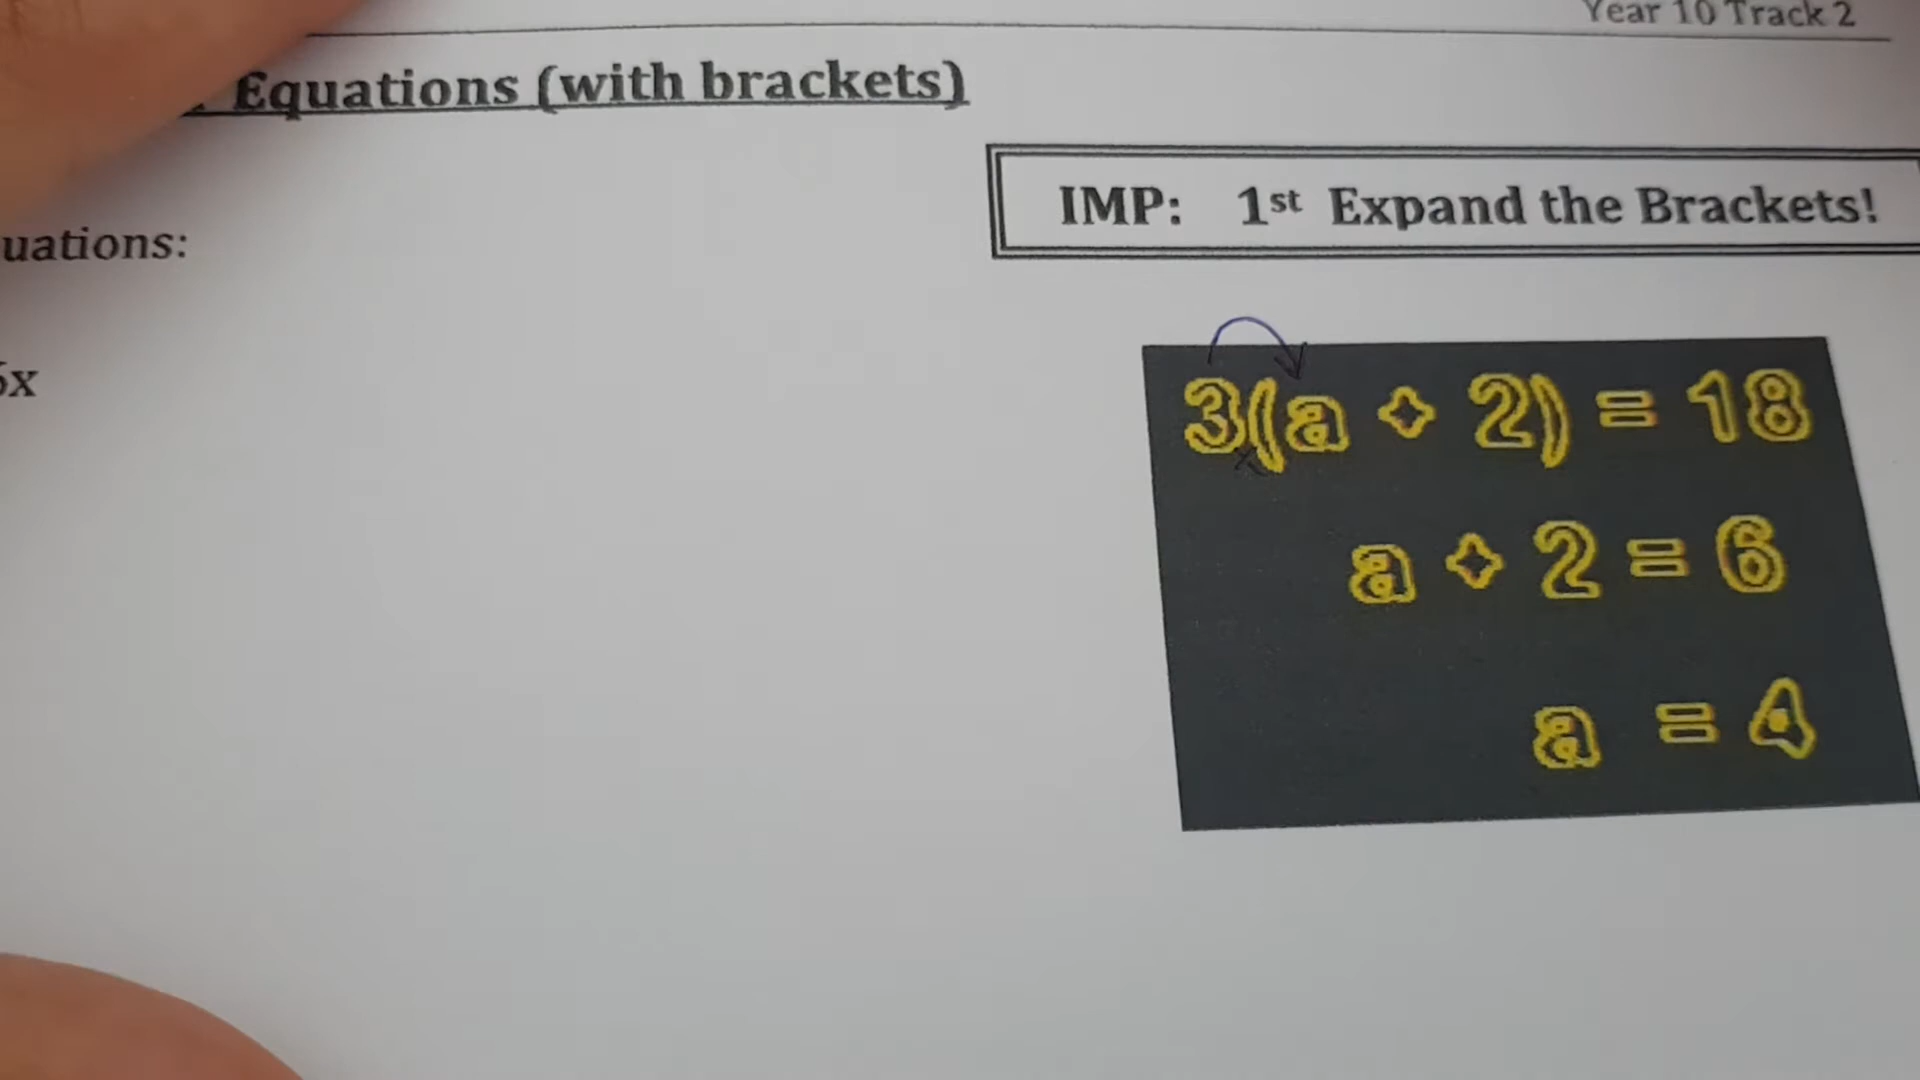 Year 10 Track 2
Equations (with brackets)
IMP: 1st Expand the Brackets!
uations:
x
3(a + 2) = 18
a + 2 = 6
a = 4